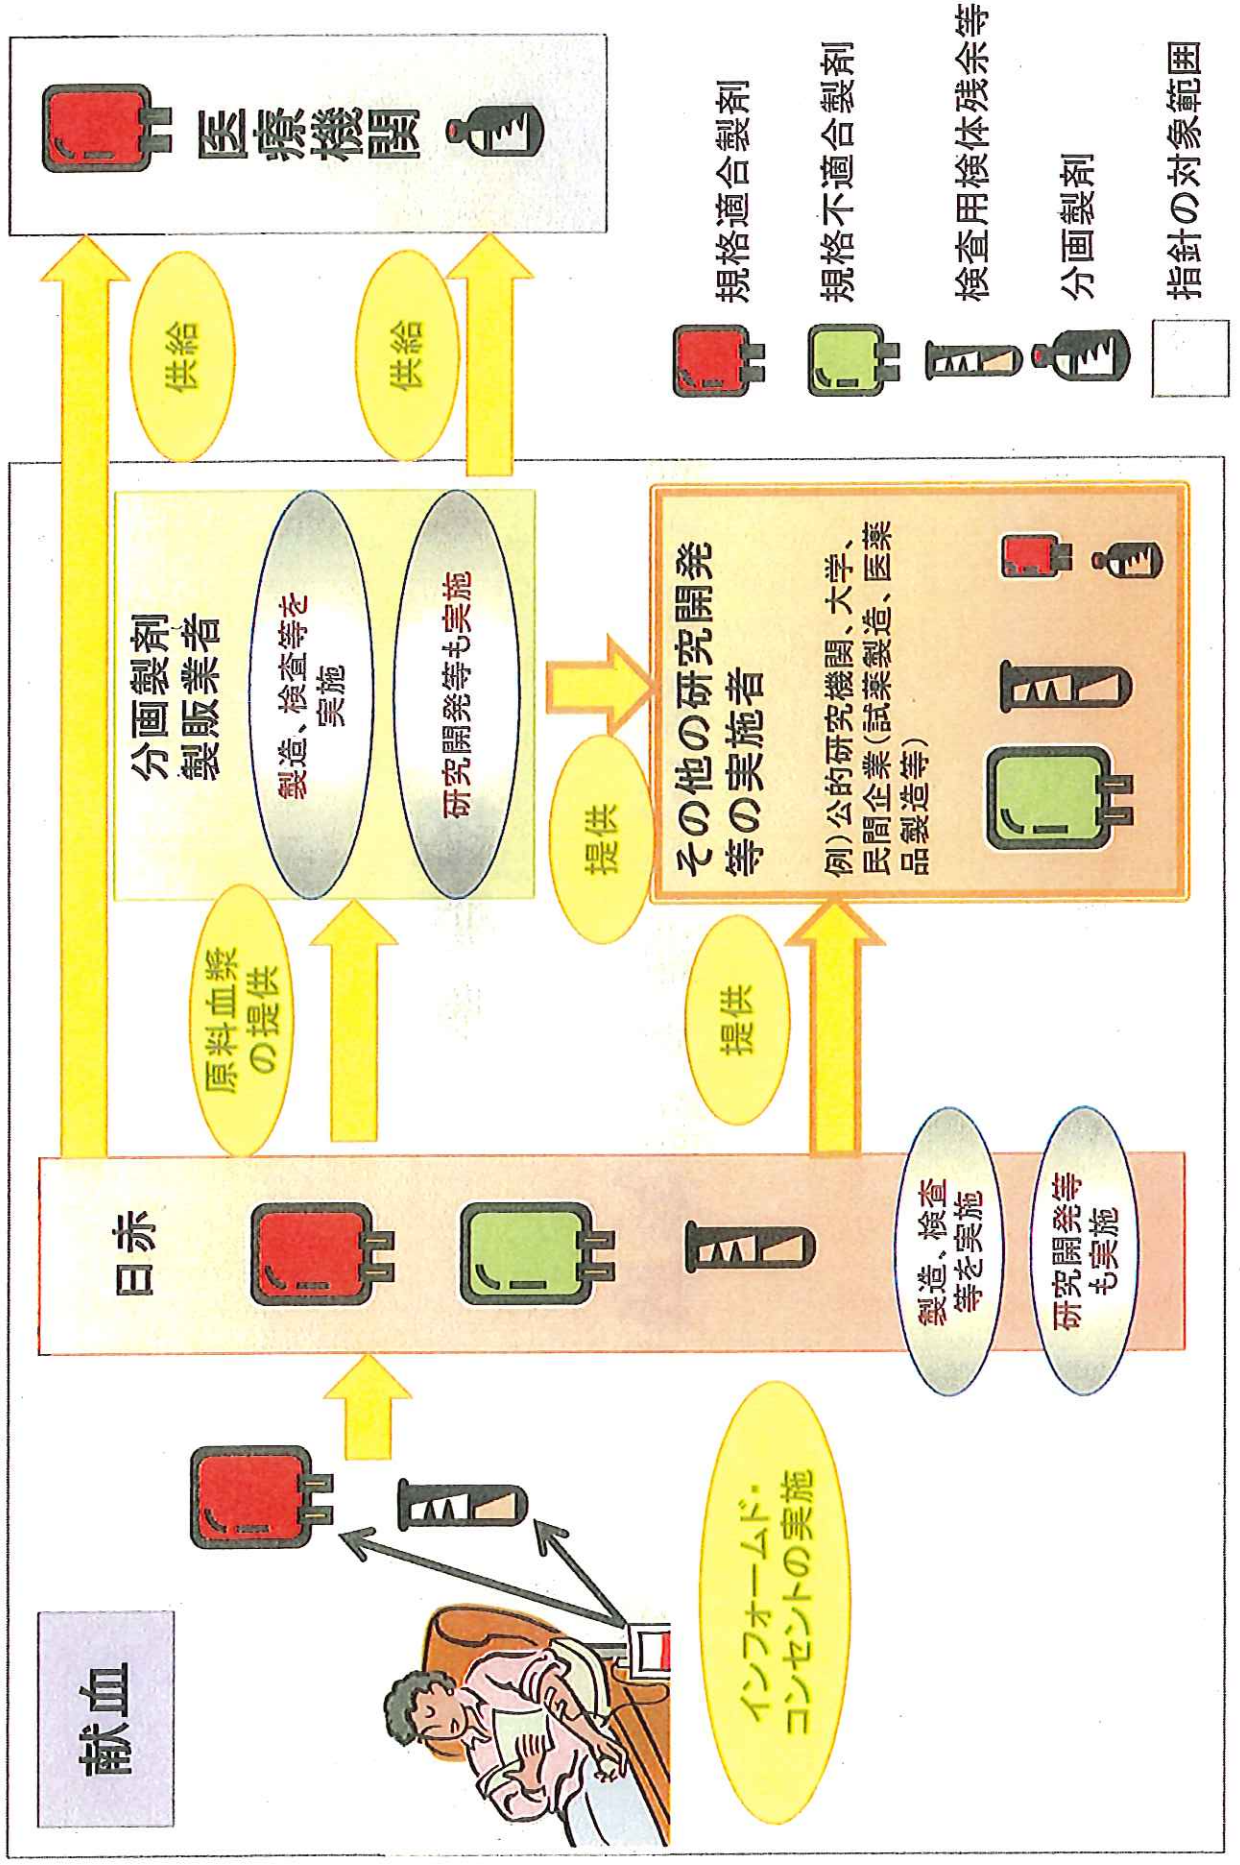 献血
インフォームド・
コンセントの実施
日赤
製造、検査
等を実施
研究開発等
も実施
原料血漿
の提供
提供
提供
分画製剤
製販業者
製造、検査等を
実施
研究開発等も実施
その他の研究開発
等の実施者
例)公的研究機関、大学、
民間企業(試薬製造、医薬
品製造等)
供給
供給
医療機関
規格適合製剤
規格不適合製剤
検査用検体残余等
分画製剤
指針の対象範囲